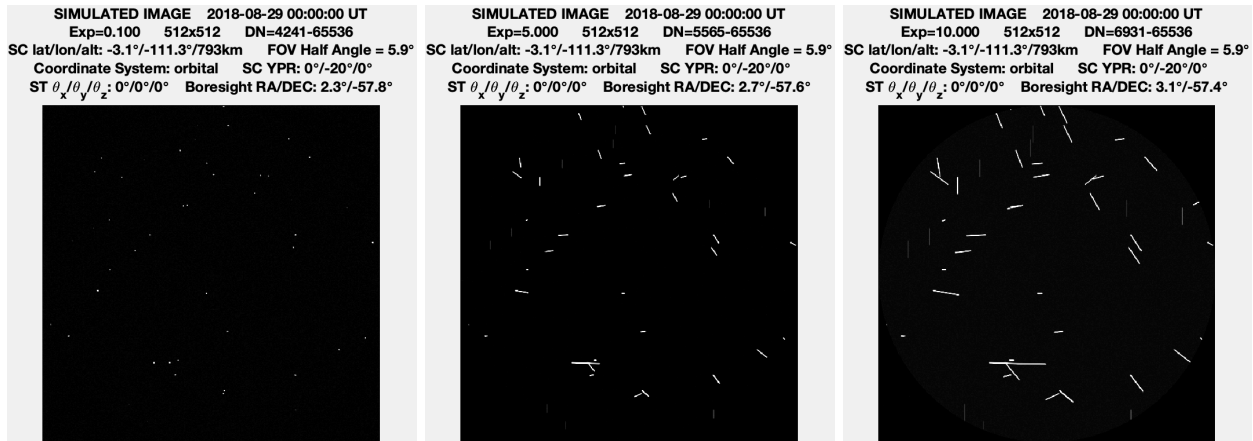 SIMULATED IMAGE 2018-08-29 00:00:00 UT
Exp=0.100 512x512 DN=4241-65536
SC lat/lon/alt: -3.1°/-111.3°/793km FOV Half Angle = 5.9°
Coordinate System: orbital SC YPR: 0°/-20°/0°
ST θx/θy/θz: 0°/0°/0° Boresight RA/DEC: 2.3°/-57.8°
SIMULATED IMAGE 2018-08-29 00:00:00 UT
Exp=5.000 512x512 DN=5565-65536
SC lat/lon/alt: -3.1°/-111.3°/793km FOV Half Angle = 5.9°
Coordinate System: orbital SC YPR: 0°/-20°/0°
ST θx/θy/θz: 0°/0°/0° Boresight RA/DEC: 2.7°/-57.6°
SIMULATED IMAGE 2018-08-29 00:00:00 UT
Exp=10.000 512x512 DN=6931-65536
SC lat/lon/alt: -3.1°/-111.3°/793km FOV Half Angle = 5.9°
Coordinate System: orbital SC YPR: 0°/-20°/0°
ST θx/θy/θz: 0°/0°/0° Boresight RA/DEC: 3.1°/-57.4°